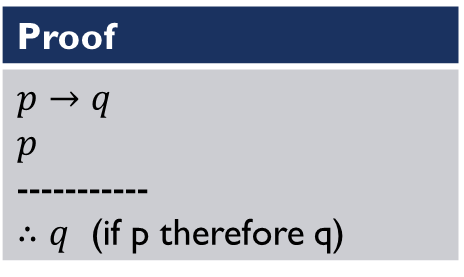 Proof
p → q
p
-----------
∴ q (if p therefore q)